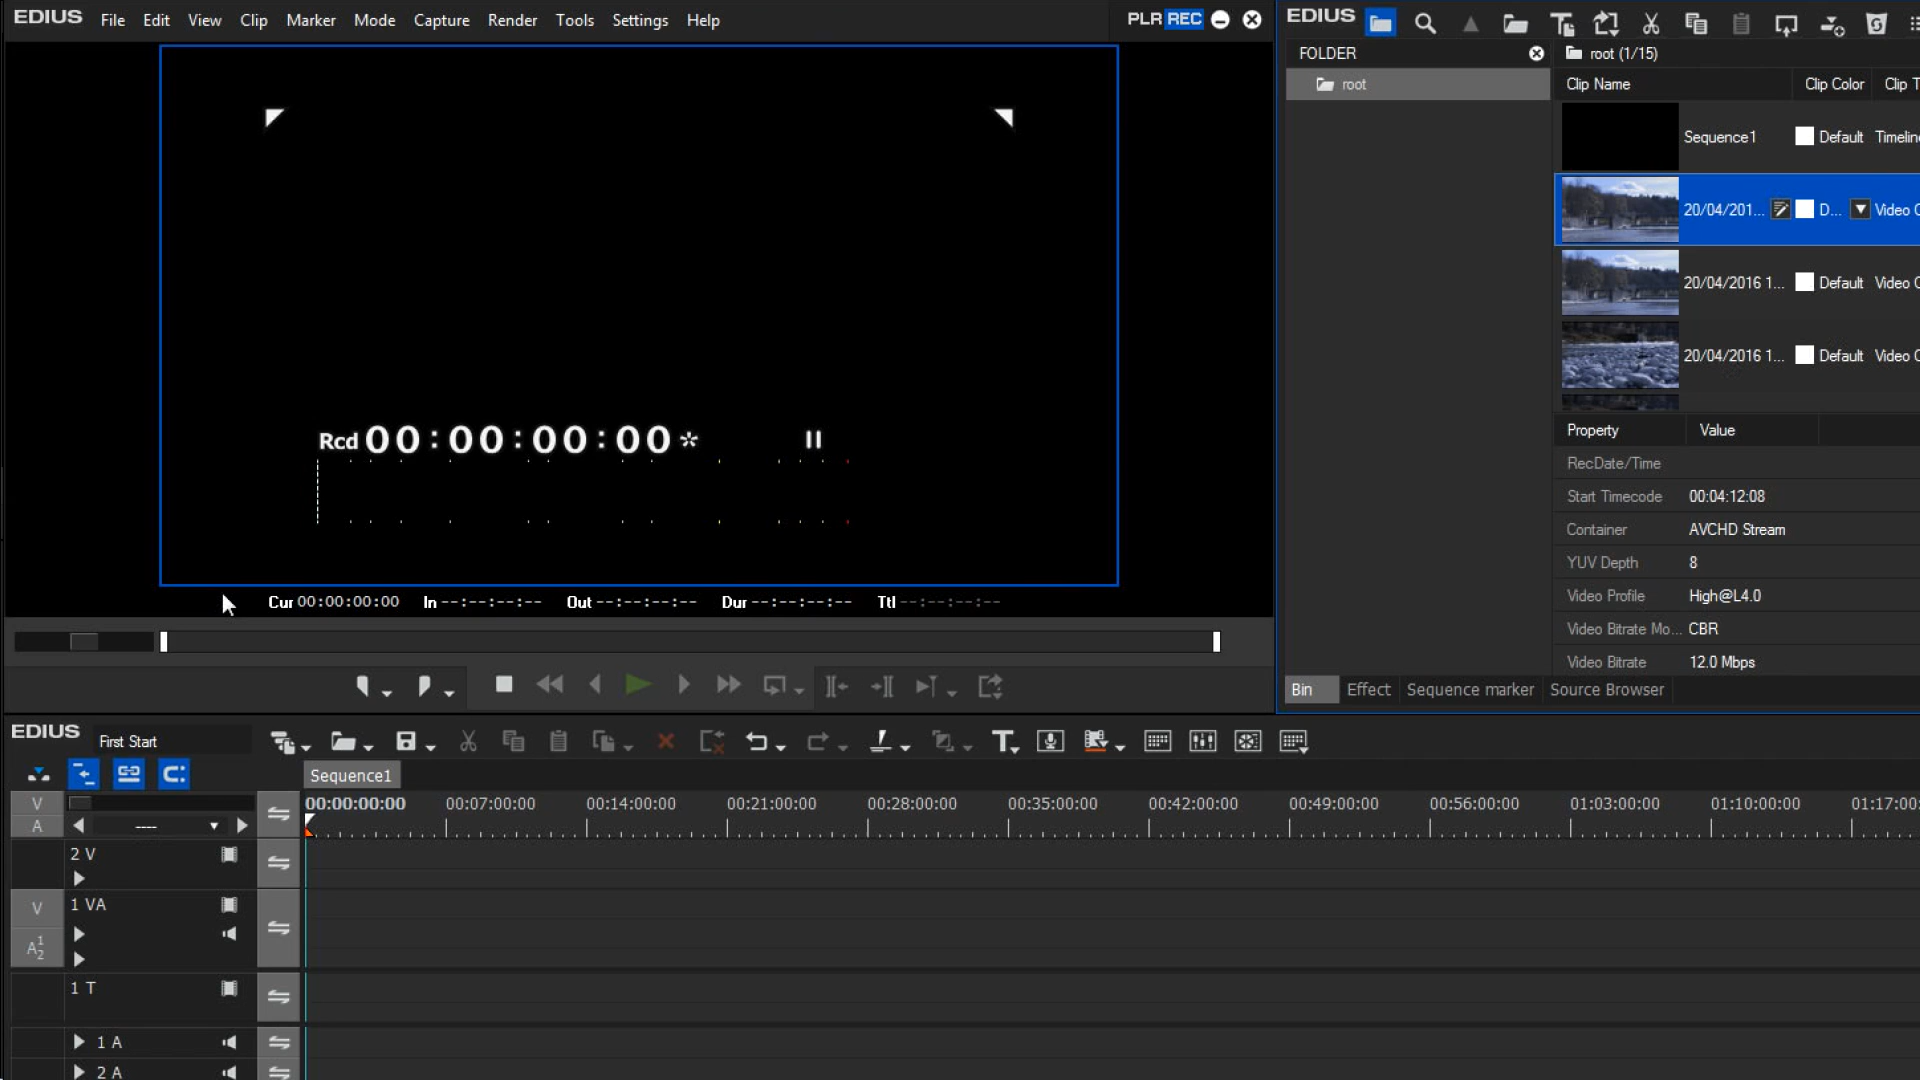 EDIUS File Edit View Clip Marker Mode Capture Render Tools Settings Help PLR REC
EDIUS
FOLDER
root (1/15)
root
Clip Name Clip Color Clip T
Sequence1 Default Timelin
20/04/201... D... Video C
20/04/2016 1... Default Video C
20/04/2016 1... Default Video C
Rcd 00:00:00:00 *
Cur 00:00:00:00 In --:--:--:-- Out --:--:--:-- Dur --:--:--:-- Ttl --:--:--:--
Property Value
RecDate/Time
Start Timecode 00:04:12:08
Container AVCHD Stream
YUV Depth 8
Video Profile High@L4.0
Video Bitrate Mo... CBR
Video Bitrate 12.0 Mbps
Bin Effect Sequence marker Source Browser
EDIUS First Start
Sequence1
00:00:00:00 00:07:00:00 00:14:00:00 00:21:00:00 00:28:00:00 00:35:00:00 00:42:00:00 00:49:00:00 00:56:00:00 01:03:00:00 01:10:00:00 01:17:00:
V
A ----
2 V
V 1 VA
A 1 2
1 T
1 A
2 A